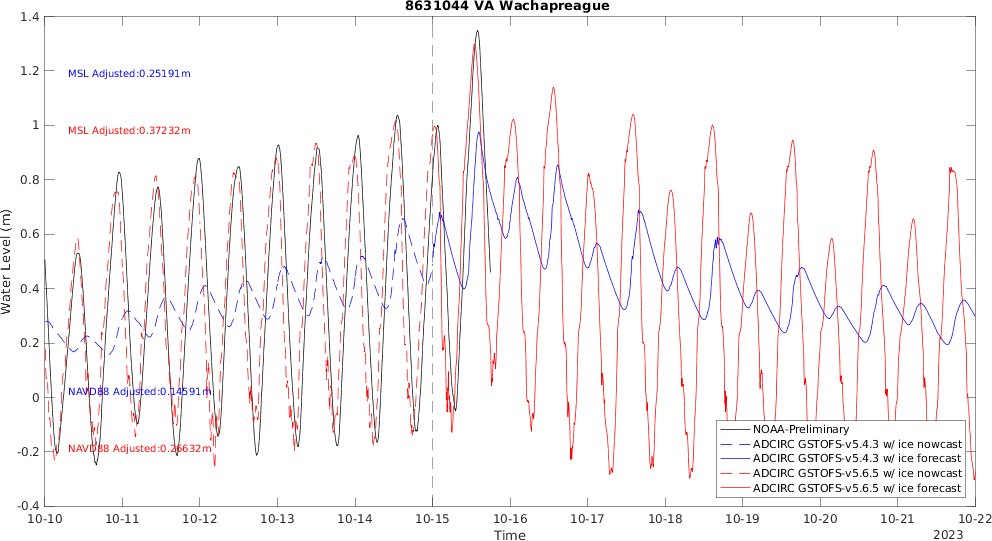 8631044 VA Wachapreague
1.4
1.2
1
0.8
0.6
0.4
0.2
0
-0.2
-0.4
Water Level (m)
MSL Adjusted:0.25191m
MSL Adjusted:0.37232m
NAVD88 Adjusted:0.14591m
NAVD88 Adjusted:0.26632m
NOAA-Preliminary
ADCIRC GSTOFS-v5.4.3 w/ ice nowcast
ADCIRC GSTOFS-v5.4.3 w/ ice forecast
ADCIRC GSTOFS-v5.6.5 w/ ice nowcast
ADCIRC GSTOFS-v5.6.5 w/ ice forecast
10-10 10-11 10-12 10-13 10-14 10-15 10-16 10-17 10-18 10-19 10-20 10-21 10-22
Time
2023